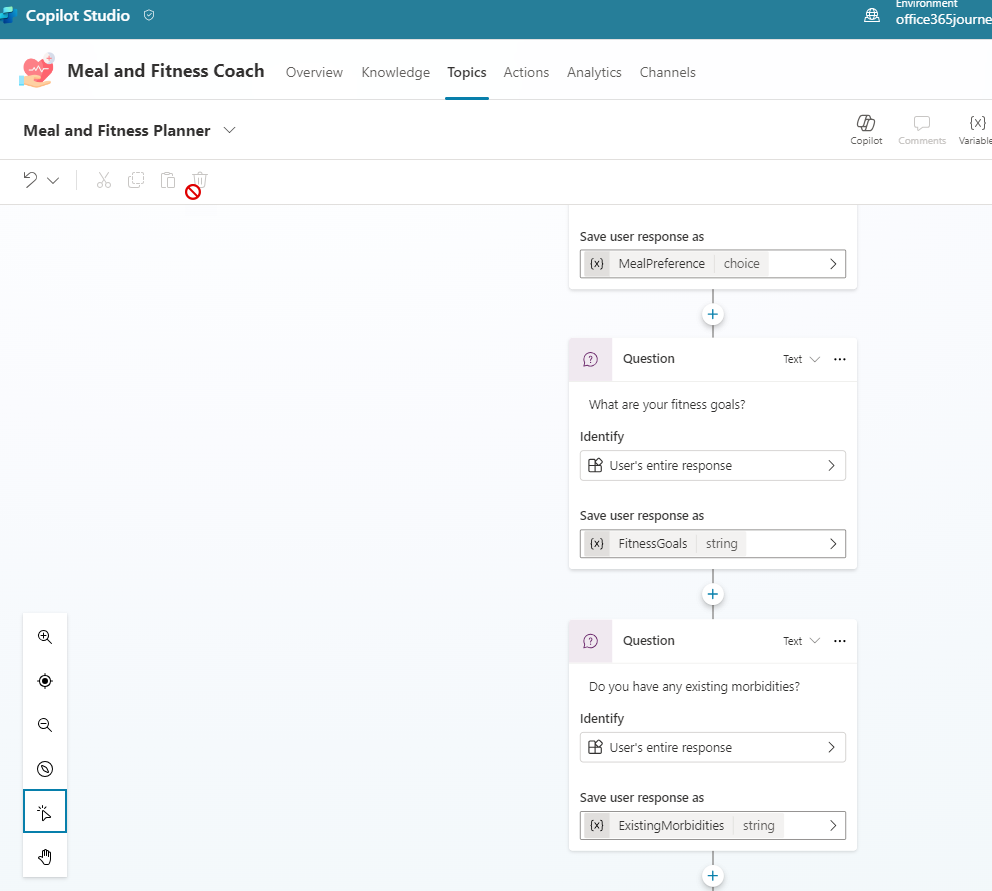 Copilot Studio
Environment
office365journe
Meal and Fitness Coach
Overview
Knowledge
Topics
Actions
Analytics
Channels
Meal and Fitness Planner
Copilot
Comments
{x}
Variable
Save user response as
{x} MealPreference choice
Question
Text
What are your fitness goals?
Identify
User's entire response
Save user response as
{x} FitnessGoals string
Question
Text
Do you have any existing morbidities?
Identify
User's entire response
Save user response as
{x} ExistingMorbidities string